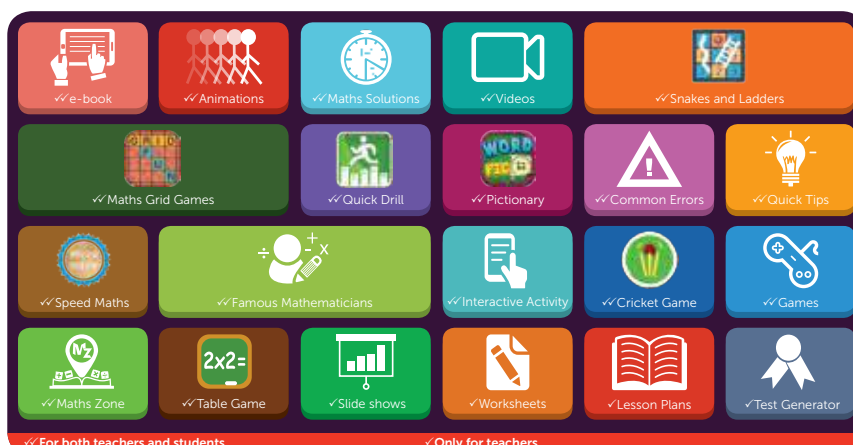 ✓✓e-book
✓✓Animations
✓✓Maths Solutions
✓✓Videos
✓✓Snakes and Ladders
✓✓Maths Grid Games
✓✓Quick Drill
WORD
✓✓Pictionary
!
✓✓Common Errors
✓✓Quick Tips
✓✓Speed Maths
÷ + x
✓✓Famous Mathematicians
✓✓Interactive Activity
✓✓Cricket Game
✓✓Games
MZ
✓✓Maths Zone
2x2=
✓✓Table Game
✓Slide shows
✓Worksheets
✓Lesson Plans
✓Test Generator
✓✓For both teachers and students
✓Only for teachers